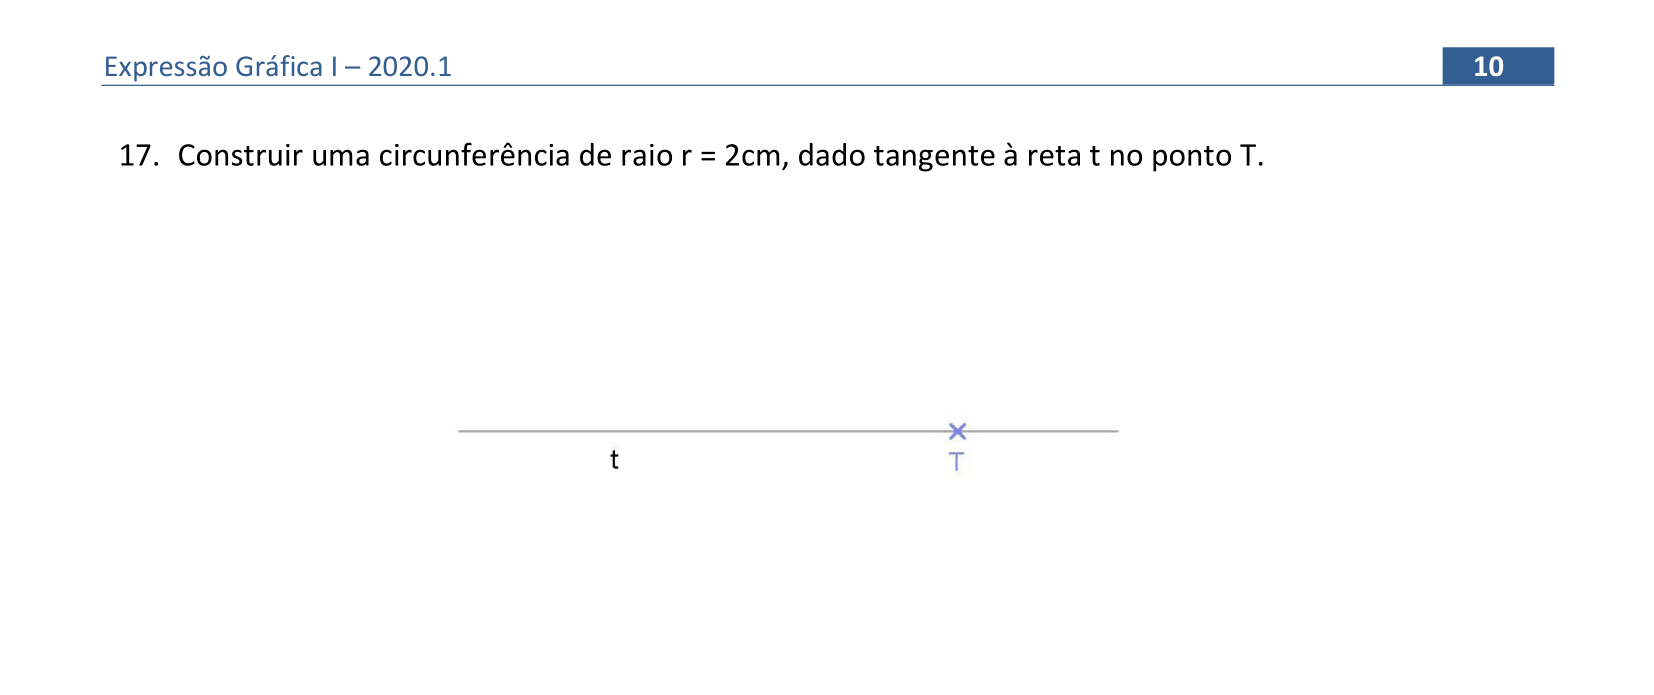 Expressão Gráfica I – 2020.1 10
17. Construir uma circunferência de raio r = 2cm, dado tangente à reta t no ponto T.
t T